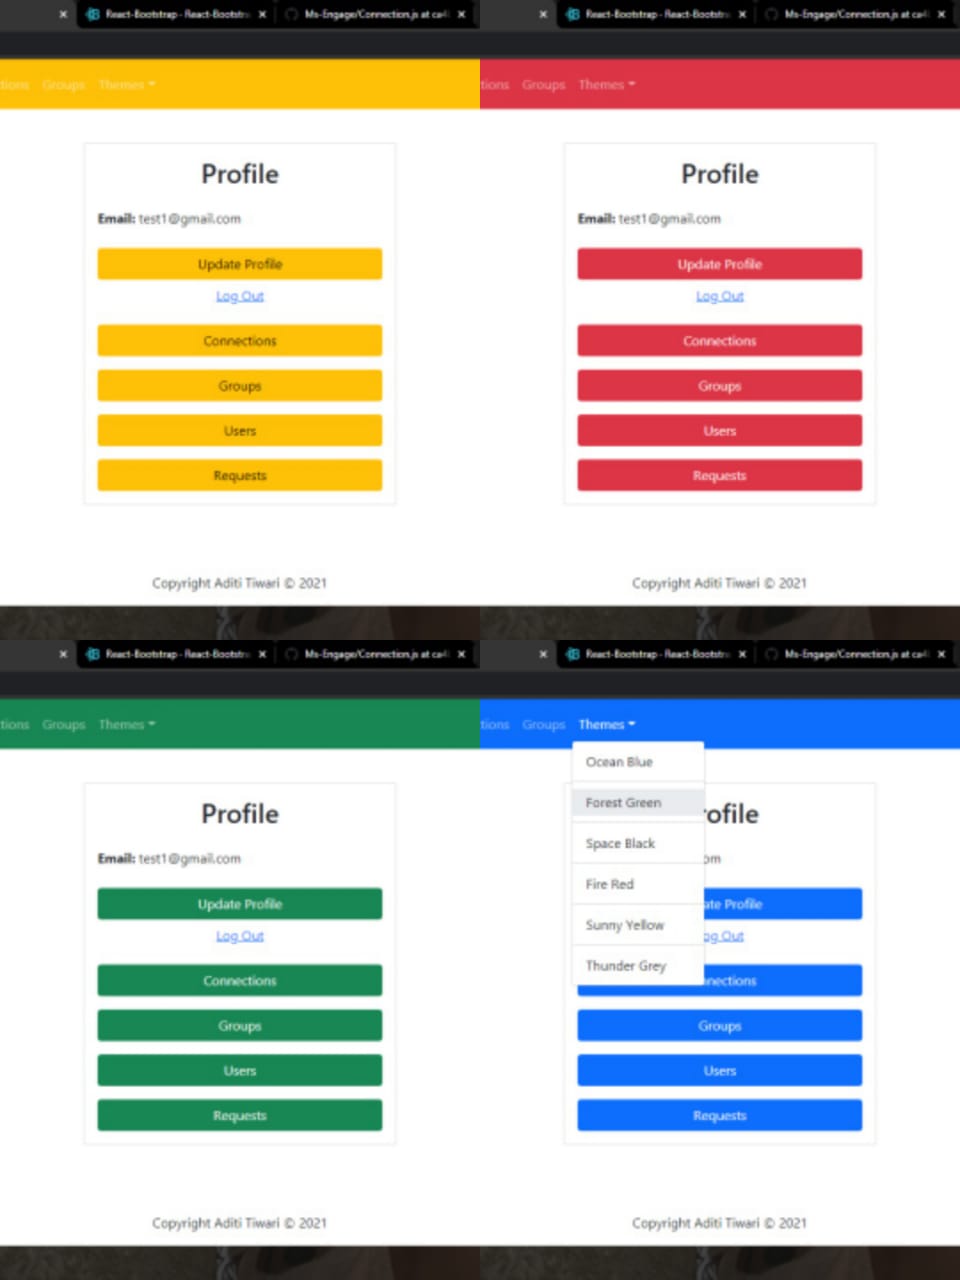 React-Bootstrap - React-Bootstr
Ms-Engage/Connection.js at ca4
tions Groups Themes
Profile
Email: test1@gmail.com
Update Profile
Log Out
Connections
Groups
Users
Requests
Copyright Aditi Tiwari © 2021
React-Bootstrap - React-Bootstr
Ms-Engage/Connection.js at ca4
tions Groups Themes
Profile
Email: test1@gmail.com
Update Profile
Log Out
Connections
Groups
Users
Requests
Copyright Aditi Tiwari © 2021
React-Bootstrap - React-Bootstr
Ms-Engage/Connection.js at ca4
tions Groups Themes
Profile
Email: test1@gmail.com
Update Profile
Log Out
Connections
Groups
Users
Requests
Copyright Aditi Tiwari © 2021
React-Bootstrap - React-Bootstr
Ms-Engage/Connection.js at ca4
tions Groups Themes
Ocean Blue
Forest Green
Space Black
Fire Red
Sunny Yellow
Thunder Grey
ofile
om
ate Profile
og Out
nnections
Groups
Users
Requests
Copyright Aditi Tiwari © 2021